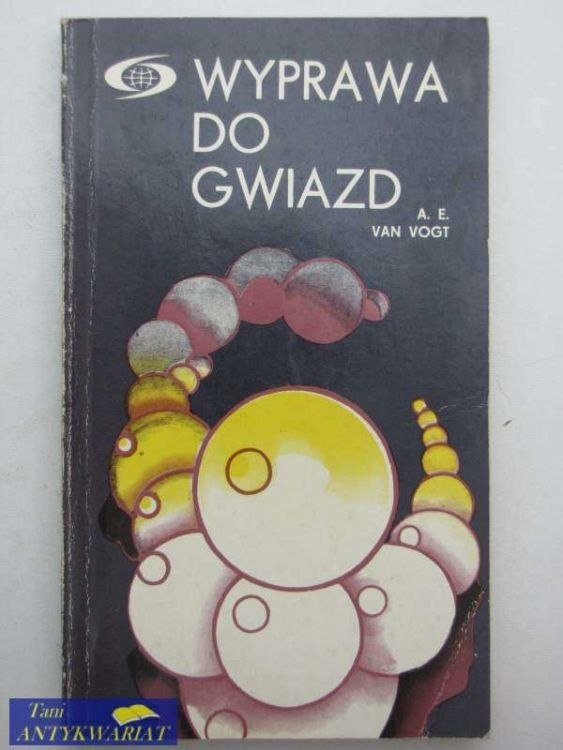 WYPRAWA
DO
GWIAZD
A. E.
VAN VOGT
Tani
ANTYKWARIAT